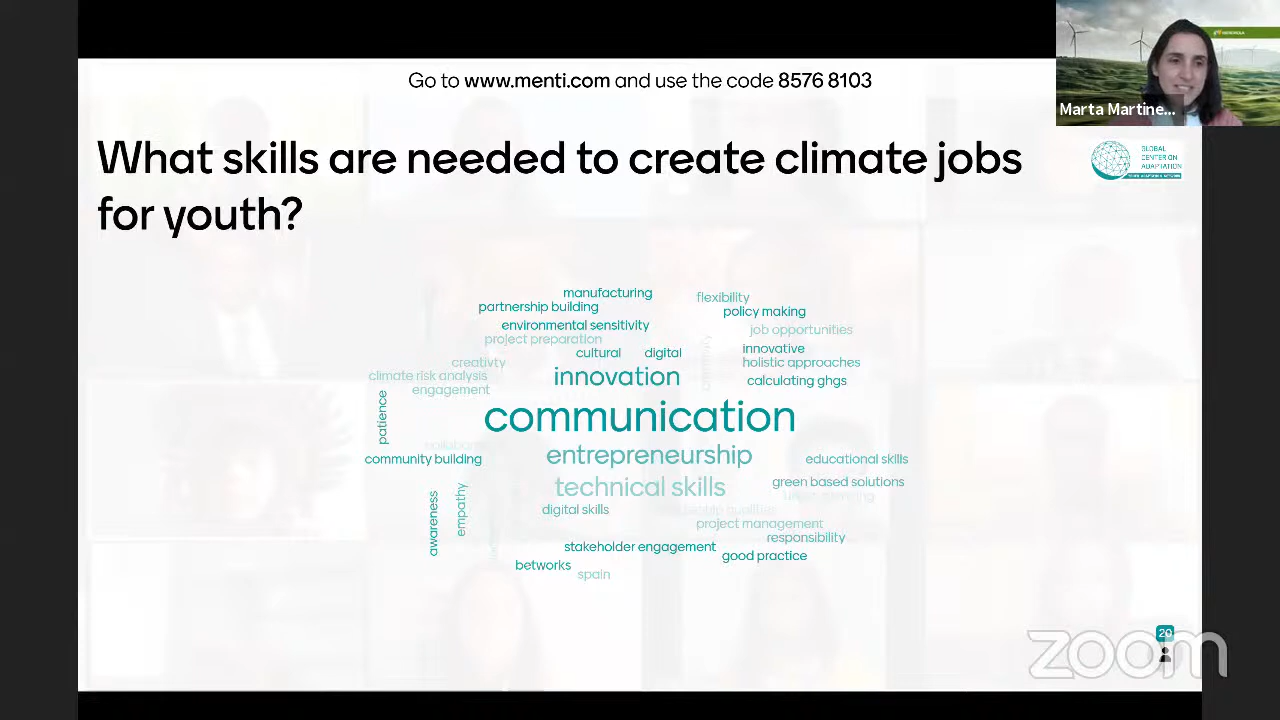 Go to www.menti.com and use the code 8576 8103
IBERDROLA
Marta Martine...
What skills are needed to create climate jobs
for youth?
GLOBAL
CENTER ON
ADAPTATION
manufacturing
flexibility
partnership building
policy making
environmental sensitivity
job opportunities
project preparation
innovative
cultural
digital
creativty
holistic approaches
climate risk analysis
innovation
calculating ghgs
engagement
patience
communication
community building
entrepreneurship
educational skills
technical skills
green based solutions
awareness
empathy
digital skills
project management
responsibility
stakeholder engagement
good practice
betworks
spain
20
zoom